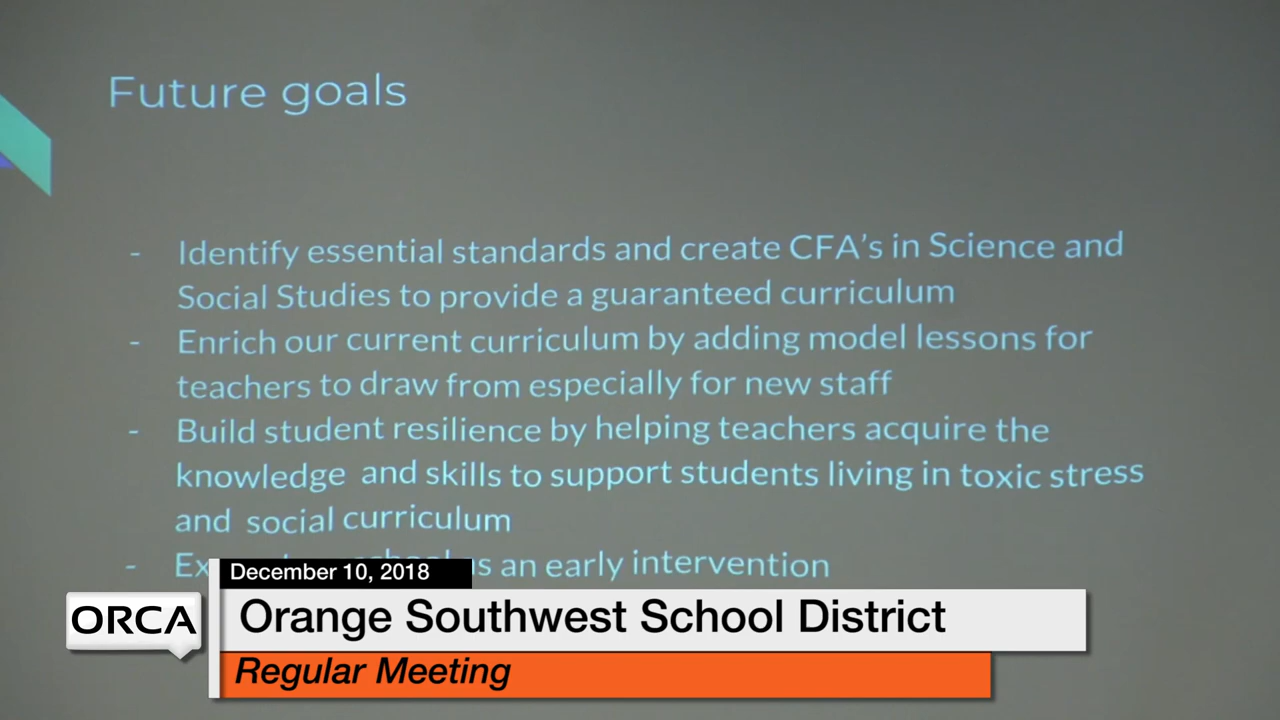 Future goals
- Identify essential standards and create CFA's in Science and
Social Studies to provide a guaranteed curriculum
- Enrich our current curriculum by adding model lessons for
teachers to draw from especially for new staff
- Build student resilience by helping teachers acquire the
knowledge and skills to support students living in toxic stress
and social curriculum
- an early intervention
December 10, 2018
ORCA
Orange Southwest School District
Regular Meeting